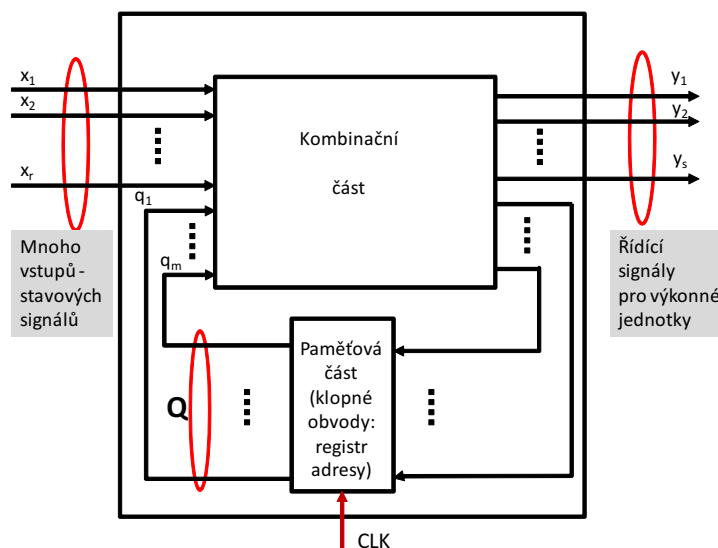 x1
x2
xr
q1
qm
Mnoho
vstupů -
stavových
signálů
Kombinační
část
y1
y2
ys
Řídící
signály
pro výkonné
jednotky
Q
Paměťová
část
(klopné
obvody:
registr
adresy)
CLK